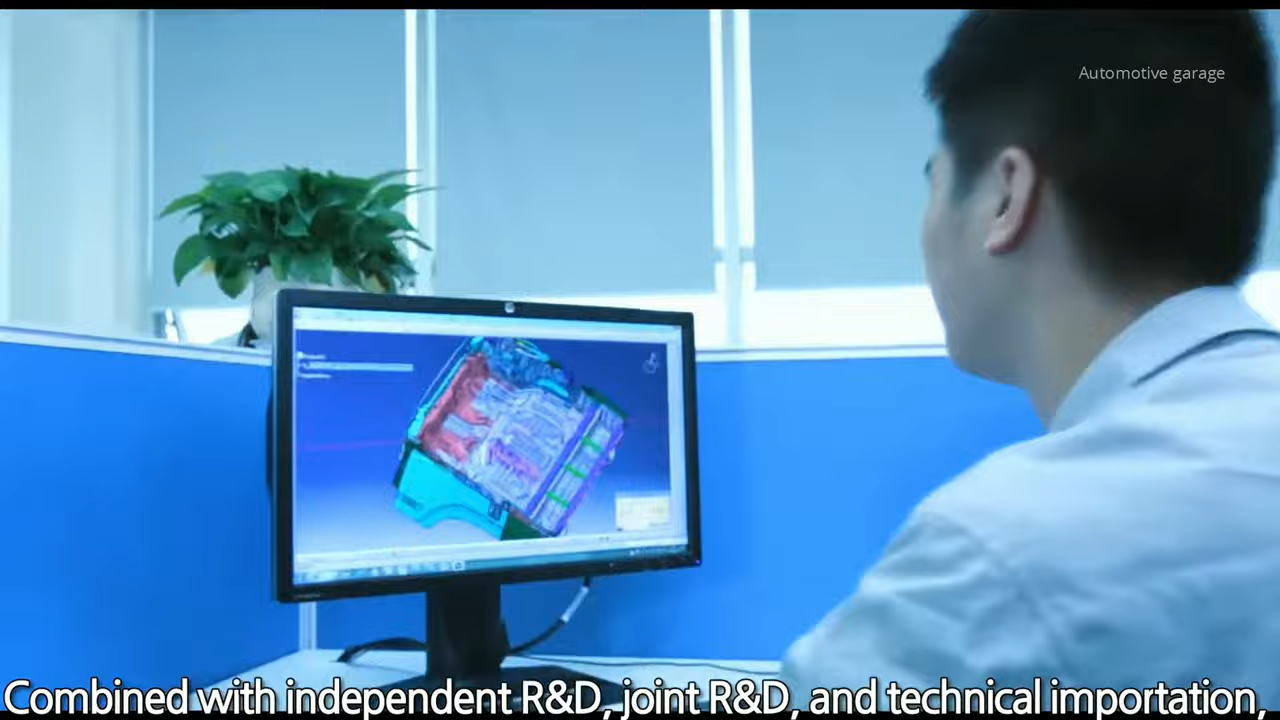 Automotive garage
Combined with independent R&D, joint R&D, and technical importation,